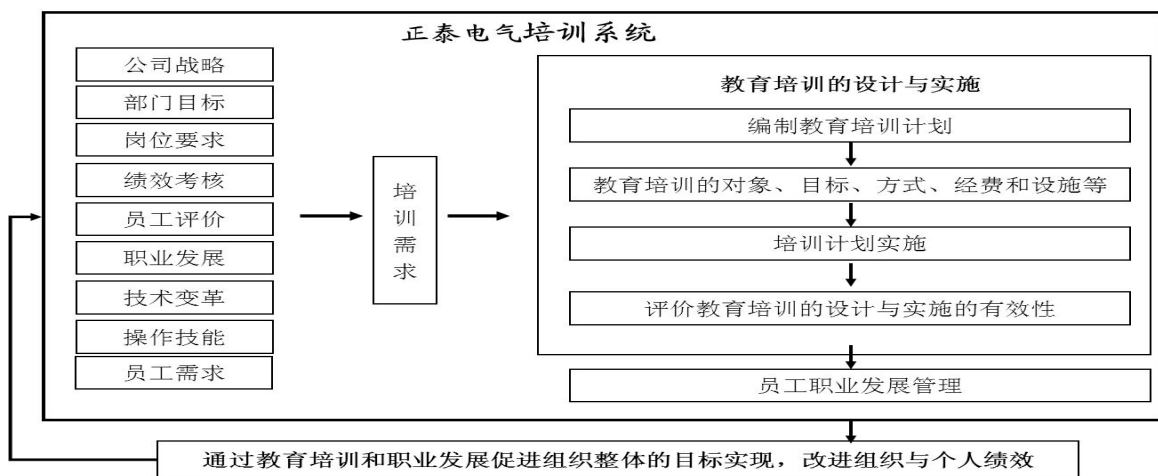 正泰电气培训系统
公司战略
部门目标
岗位要求
绩效考核
员工评价
职业发展
技术变革
操作技能
员工需求
培
训
需
求
教育培训的设计与实施
编制教育培训计划
教育培训的对象、目标、方式、经费和设施等
培训计划实施
评价教育培训的设计与实施的有效性
员工职业发展管理
通过教育培训和职业发展促进组织整体的目标实现，改进组织与个人绩效